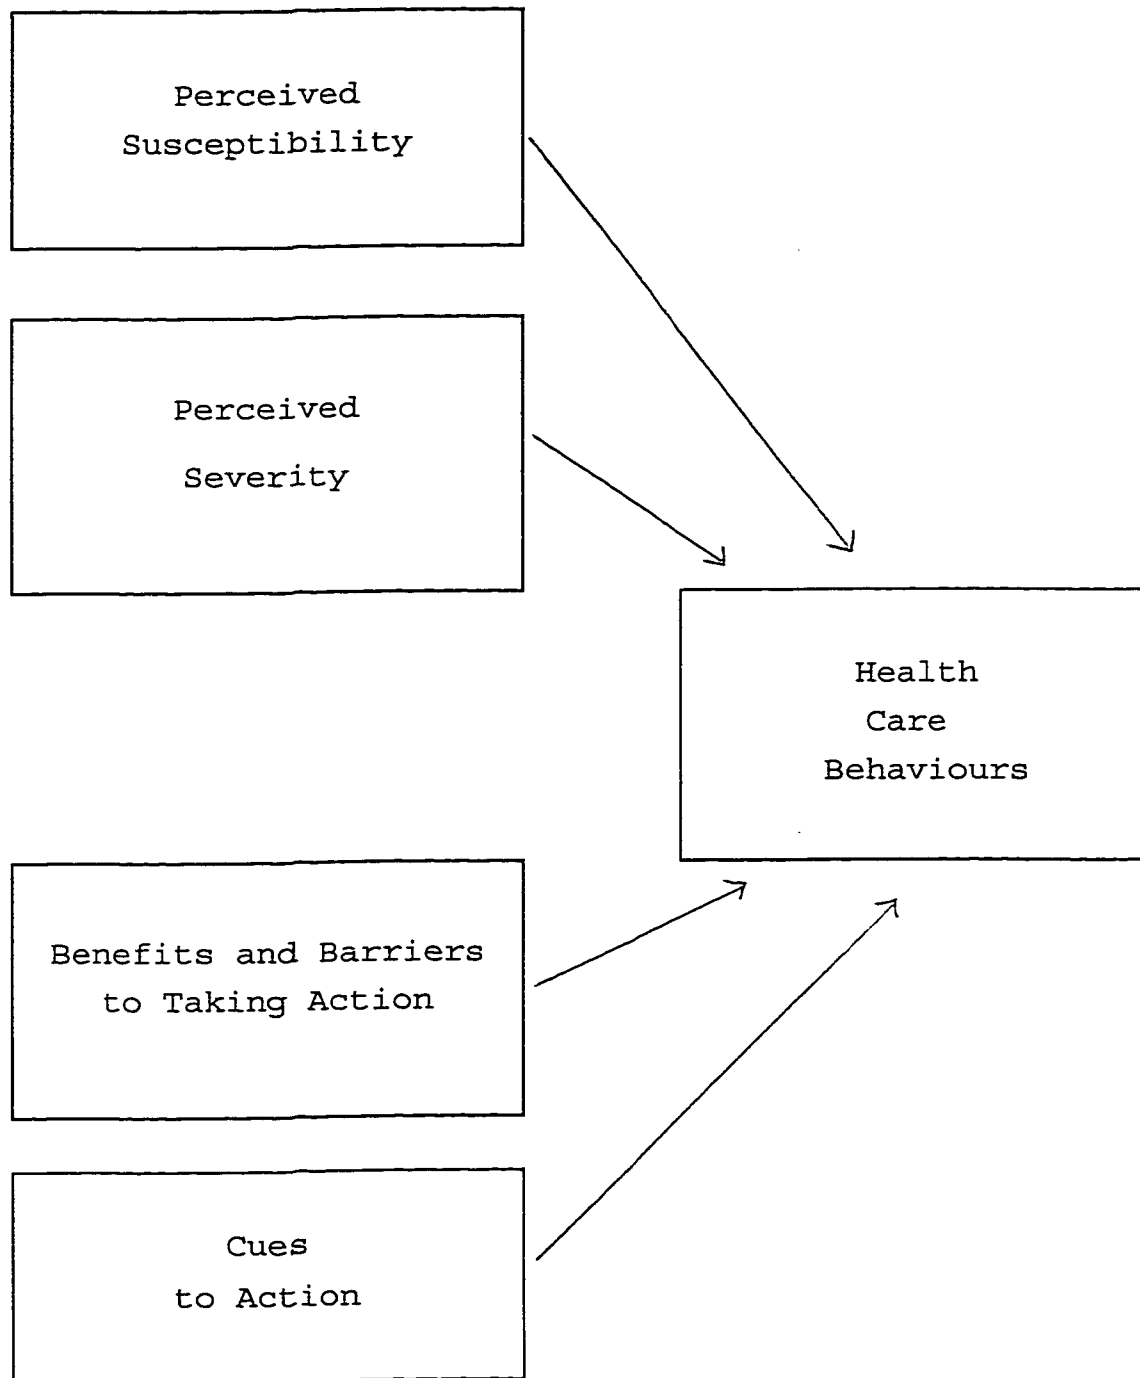 Perceived
Susceptibility
Perceived
Severity
Health
Care
Behaviours
Benefits and Barriers
to Taking Action
Cues
to Action